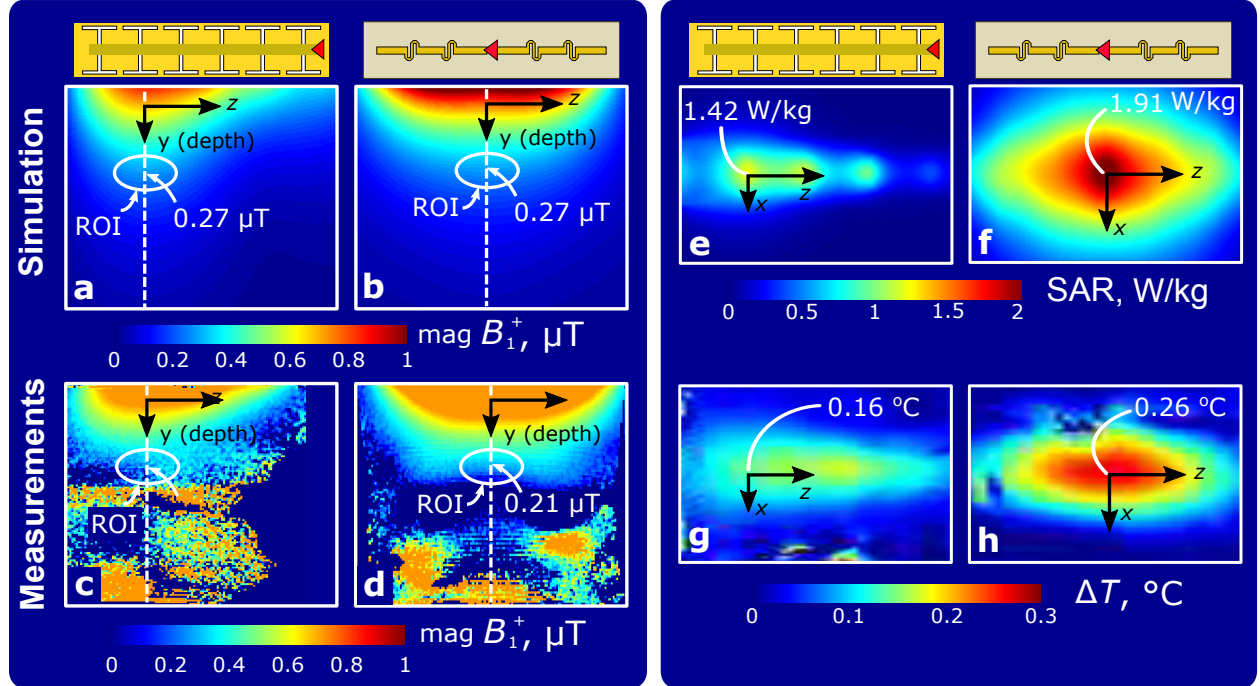 Simulation
z
y (depth)
ROI
0.27 µT
a
z
y (depth)
ROI
0.27 µT
b
1.42 W/kg
z
x
e
1.91 W/kg
z
x
f
0 0.2 0.4 0.6 0.8 1
mag B₁⁺, µT
0 0.5 1 1.5 2
SAR, W/kg
Measurements
z
y (depth)
ROI
c
y (depth)
ROI
0.21 µT
d
0.16 °C
z
x
g
0.26 °C
z
x
h
0 0.2 0.4 0.6 0.8 1
mag B₁⁺, µT
0 0.1 0.2 0.3
ΔT, °C